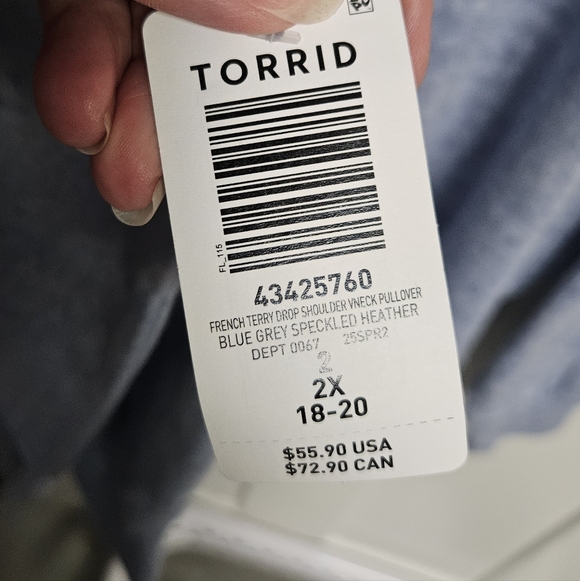 TORRID
FL_115
43425760
FRENCH TERRY DROP SHOULDER VNECK PULLOVER
BLUE GREY SPECKLED HEATHER
DEPT 0067 25SPR2
2
2X
18-20
$55.90 USA
$72.90 CAN